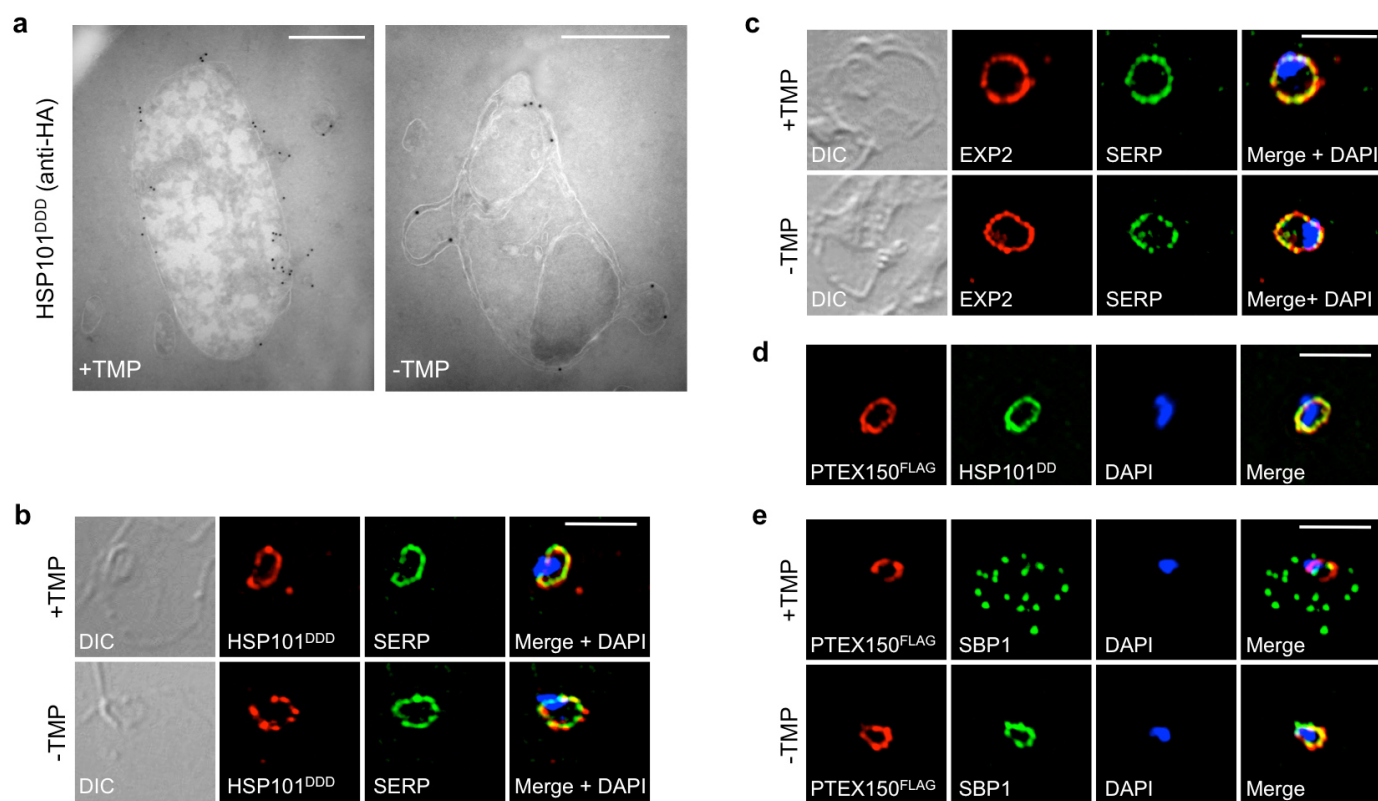 a
HSP101DDD (anti-HA)
+TMP
-TMP
b
+TMP
DIC
HSP101DDD
SERP
Merge + DAPI
-TMP
DIC
HSP101DDD
SERP
Merge + DAPI
c
+TMP
DIC
EXP2
SERP
Merge + DAPI
-TMP
DIC
EXP2
SERP
Merge+ DAPI
d
PTEX150FLAG
HSP101DD
DAPI
Merge
e
+TMP
PTEX150FLAG
SBP1
DAPI
Merge
-TMP
PTEX150FLAG
SBP1
DAPI
Merge